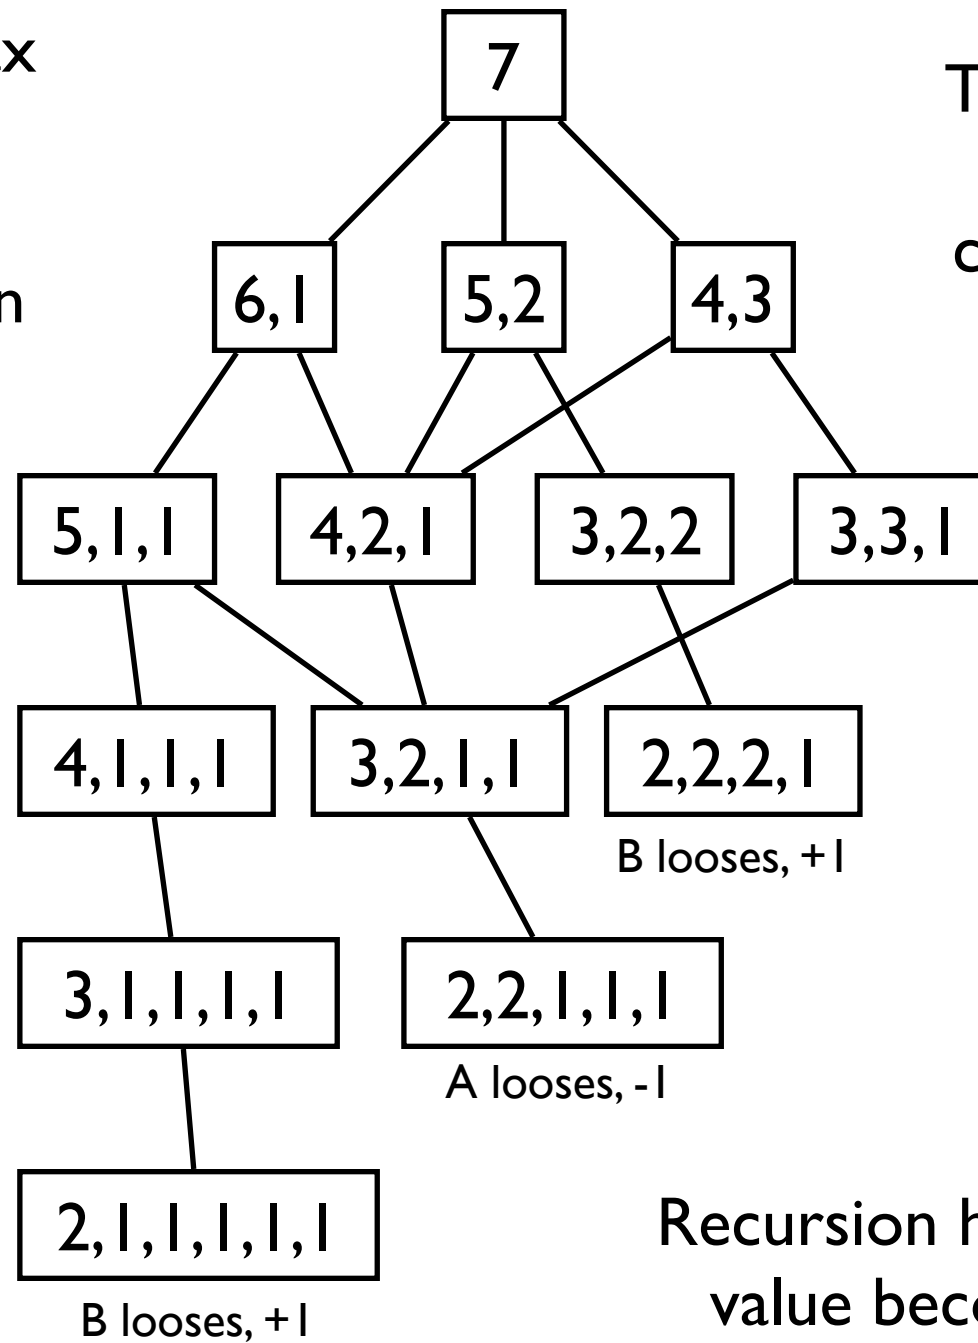 7
6,1
5,2
4,3
5,1,1
4,2,1
3,2,2
3,3,1
4,1,1,1
3,2,1,1
2,2,2,1
B looses, +1
3,1,1,1,1
2,2,1,1,1
A looses, -1
2,1,1,1,1,1
B looses, +1
Recursion
value